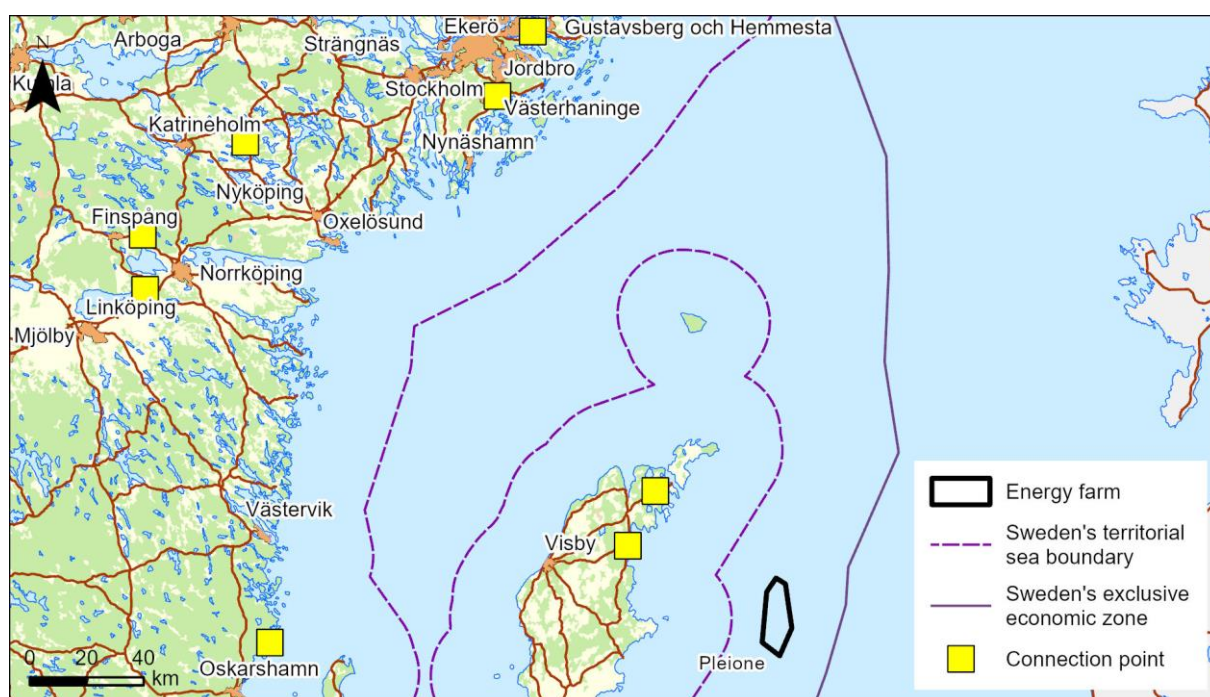 Ekerö
Gustavsberg och Hemmesta
Arboga
Strängnäs
N
Jordbro
Kumla
Stockholm
Västerhaninge
Katrineholm
Nynäshamn
Nyköping
Finspång
Oxelösund
Norrköping
Linköping
Mjölby
Västervik
Visby
Oskarshamn
Pleione
0 20 40
km
Energy farm
Sweden's territorial
sea boundary
Sweden's exclusive
economic zone
Connection point